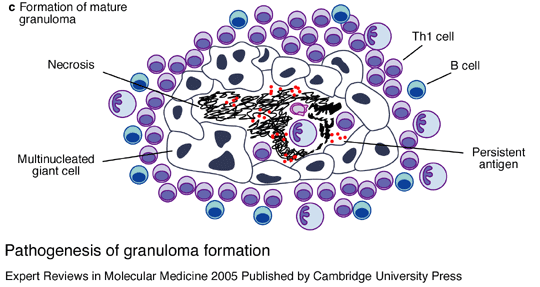 c Formation of mature
granuloma
Th1 cell
Necrosis
B cell
Multinucleated
giant cell
Persistent
antigen
Pathogenesis of granuloma formation
Expert Reviews in Molecular Medicine 2005 Published by Cambridge University Press